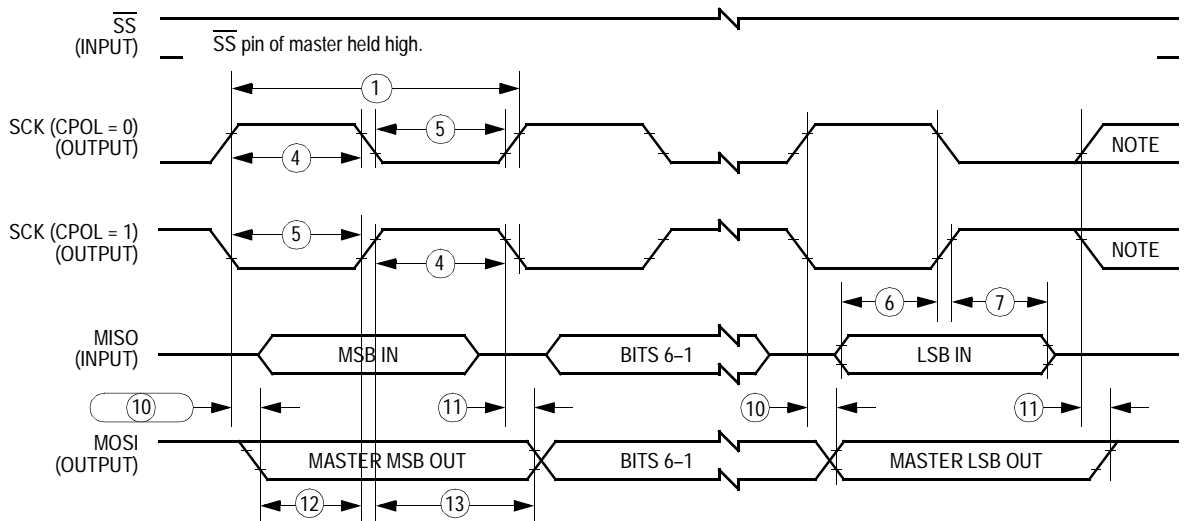 SS
(INPUT)
SS pin of master held high.
1
SCK (CPOL = 0)
(OUTPUT)
5
4
NOTE
SCK (CPOL = 1)
(OUTPUT)
5
4
NOTE
6
7
MISO
(INPUT)
MSB IN
BITS 6–1
LSB IN
10
11
10
11
MOSI
(OUTPUT)
MASTER MSB OUT
BITS 6–1
MASTER LSB OUT
12
13